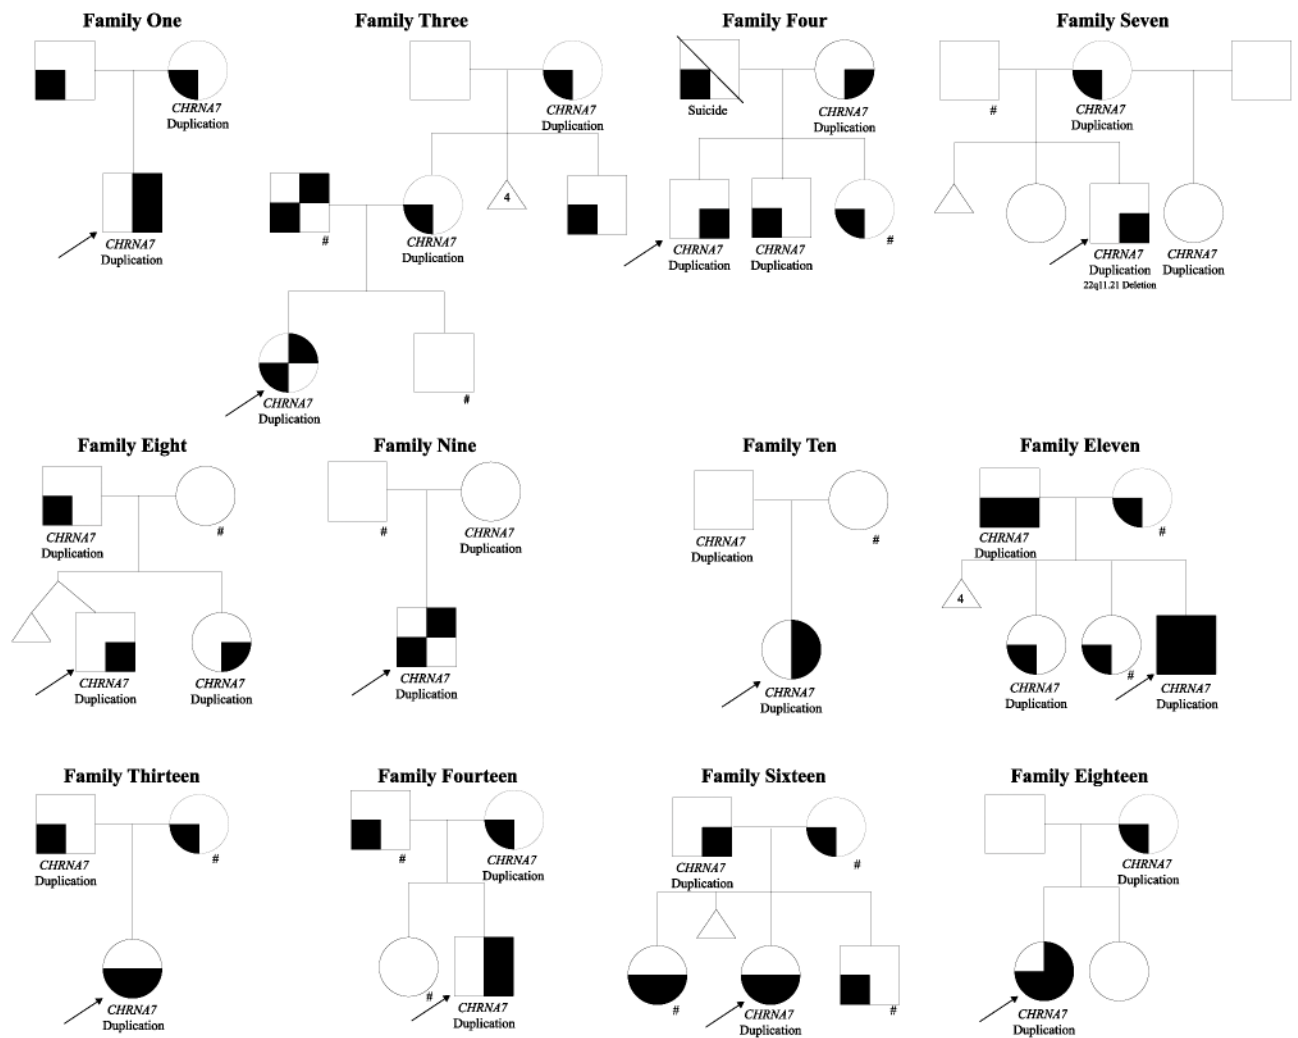 Family One
CHRNA7
Duplication
CHRNA7
Duplication
Family Three
CHRNA7
Duplication
4
#
CHRNA7
Duplication
CHRNA7
Duplication
#
Family Four
Suicide
CHRNA7
Duplication
CHRNA7
Duplication
CHRNA7
Duplication
#
Family Seven
#
CHRNA7
Duplication
CHRNA7
Duplication
22q11.21 Deletion
CHRNA7
Duplication
Family Eight
CHRNA7
Duplication
#
CHRNA7
Duplication
CHRNA7
Duplication
Family Nine
#
CHRNA7
Duplication
CHRNA7
Duplication
Family Ten
CHRNA7
Duplication
#
CHRNA7
Duplication
Family Eleven
CHRNA7
Duplication
#
4
CHRNA7
Duplication
#
CHRNA7
Duplication
Family Thirteen
CHRNA7
Duplication
#
CHRNA7
Duplication
Family Fourteen
#
CHRNA7
Duplication
#
CHRNA7
Duplication
Family Sixteen
CHRNA7
Duplication
#
#
CHRNA7
Duplication
#
Family Eighteen
CHRNA7
Duplication
CHRNA7
Duplication